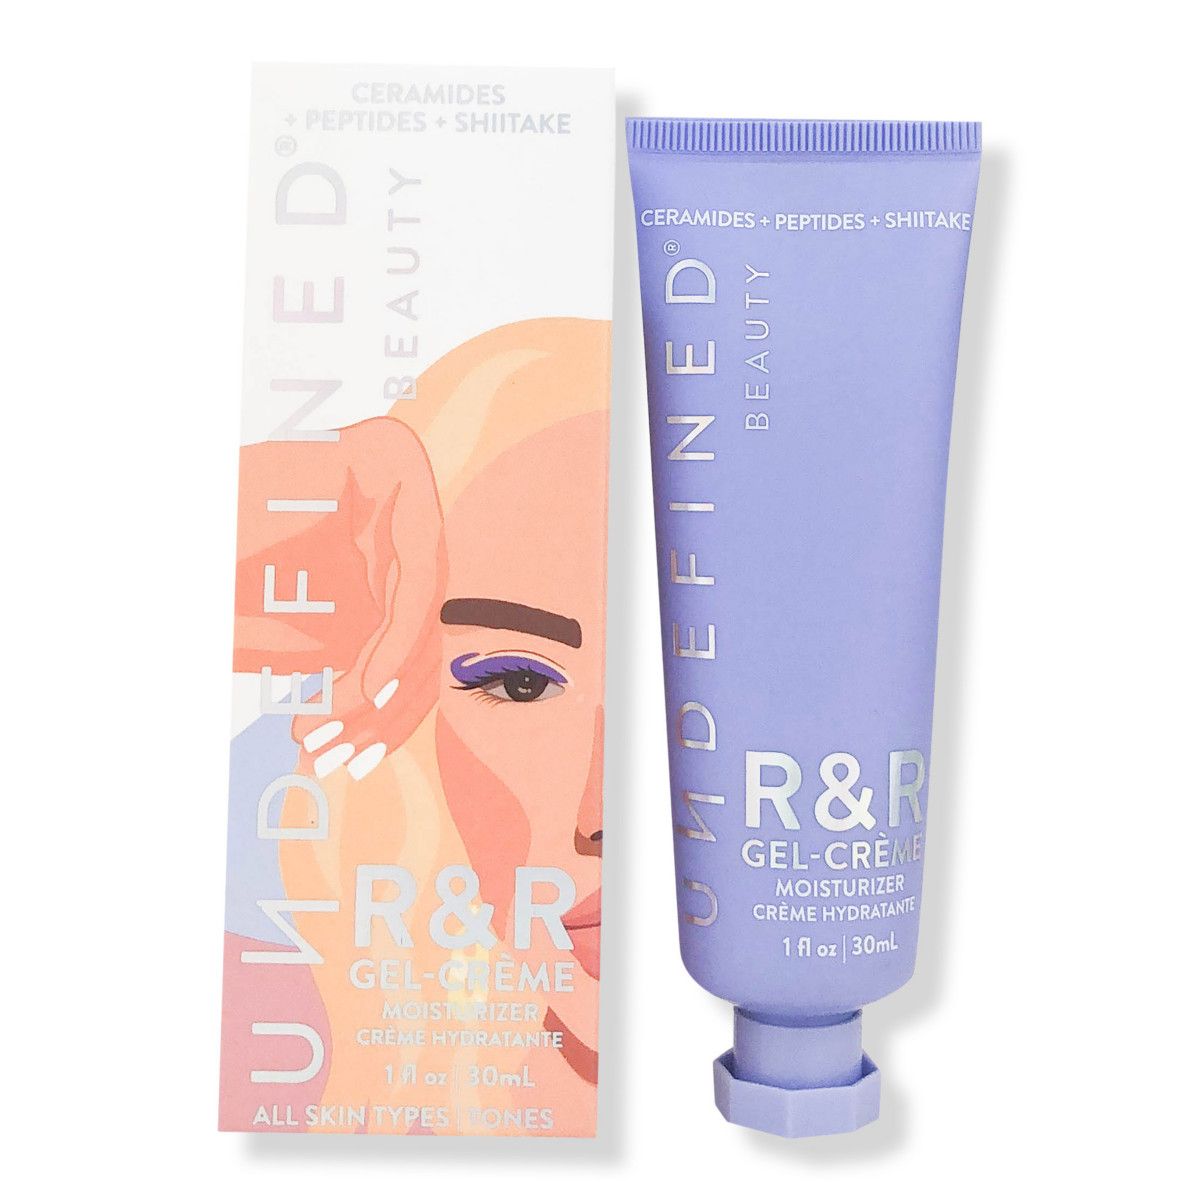 CERAMIDES
+ PEPTIDES + SHIITAKE
UNDEFINED®
BEAUTY
R&R
GEL-CRÈME
MOISTURIZER
CRÈME HYDRATANTE
1 fl oz | 30mL
ALL SKIN TYPES | TONES
CERAMIDES + PEPTIDES + SHIITAKE
UNDEFINED®
BEAUTY
R&R
GEL-CRÈME
MOISTURIZER
CRÈME HYDRATANTE
1 fl oz | 30mL